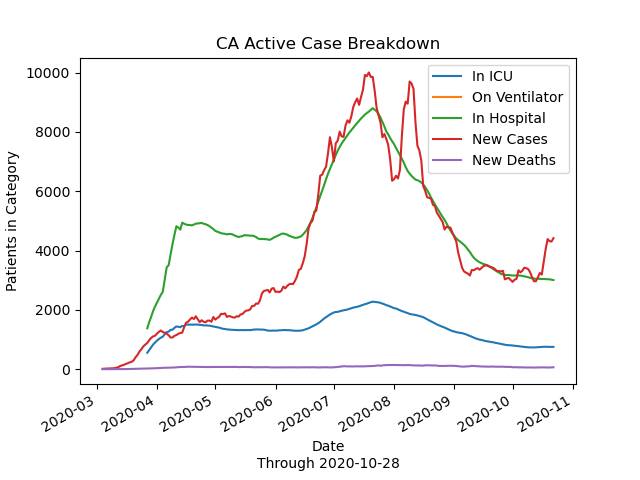 CA Active Case Breakdown
Patients in Category
10000
8000
6000
4000
2000
0
In ICU
On Ventilator
In Hospital
New Cases
New Deaths
2020-03
2020-04
2020-05
2020-06
2020-07
2020-08
2020-09
2020-10
2020-11
Date
Through 2020-10-28